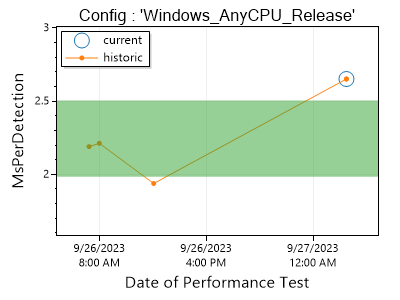 Config : 'Windows_AnyCPU_Release'
current
historic
3
2.5
2
MsPerDetection
9/26/2023
8:00 AM
9/26/2023
4:00 PM
9/27/2023
12:00 AM
Date of Performance Test